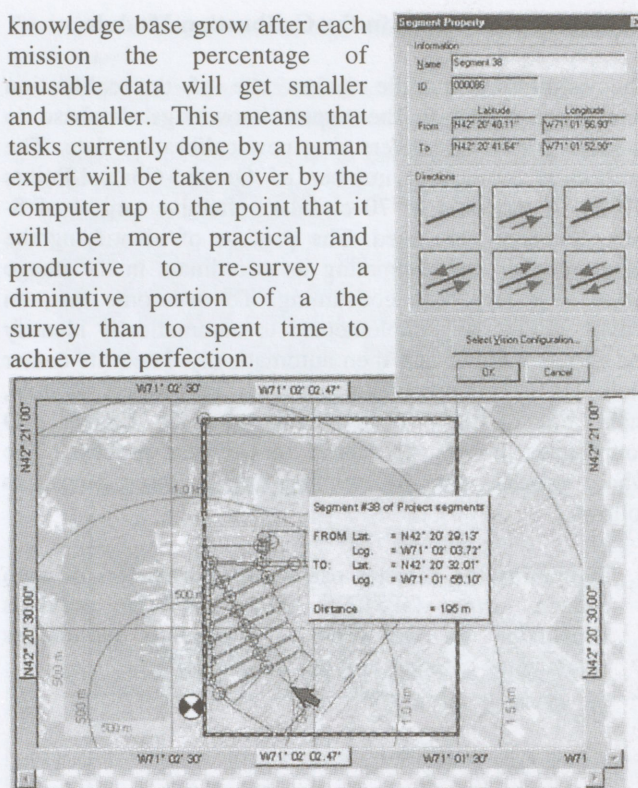 knowledge base grow after each
mission the percentage of
unusable data will get smaller
and smaller. This means that
tasks currently done by a human
expert will be taken over by the
computer up to the point that it
will be more practical and
productive to re-survey a
diminutive portion of a the
survey than to spent time to
achieve the perfection.
Segment Property
Information
Name Segment 38
ID 000086
Latitude Longitude
From N42° 20' 40.11" W71° 01' 56.90"
To N42° 20' 41.64" W71° 01' 52.90"
Directions
Select Vision Configuration...
OK Cancel
W71° 02' 30" W71° 02' 02.47"
N42° 21' 00" N42° 21' 00"
1.0 km
Segment #38 of Project segments
FROM Lat. = N42° 20' 29.13"
Log. = W71° 02' 03.72"
TO: Lat. = N42° 20' 32.01"
Log. = W71° 01' 56.10"
Distance = 195 m
N42° 20' 30.00" N42° 20' 30.00"
500 m
500 m
500 m
1.0 km
1.5 km
W71° 02' 30" W71° 02' 02.47" W71° 01' 30" W71